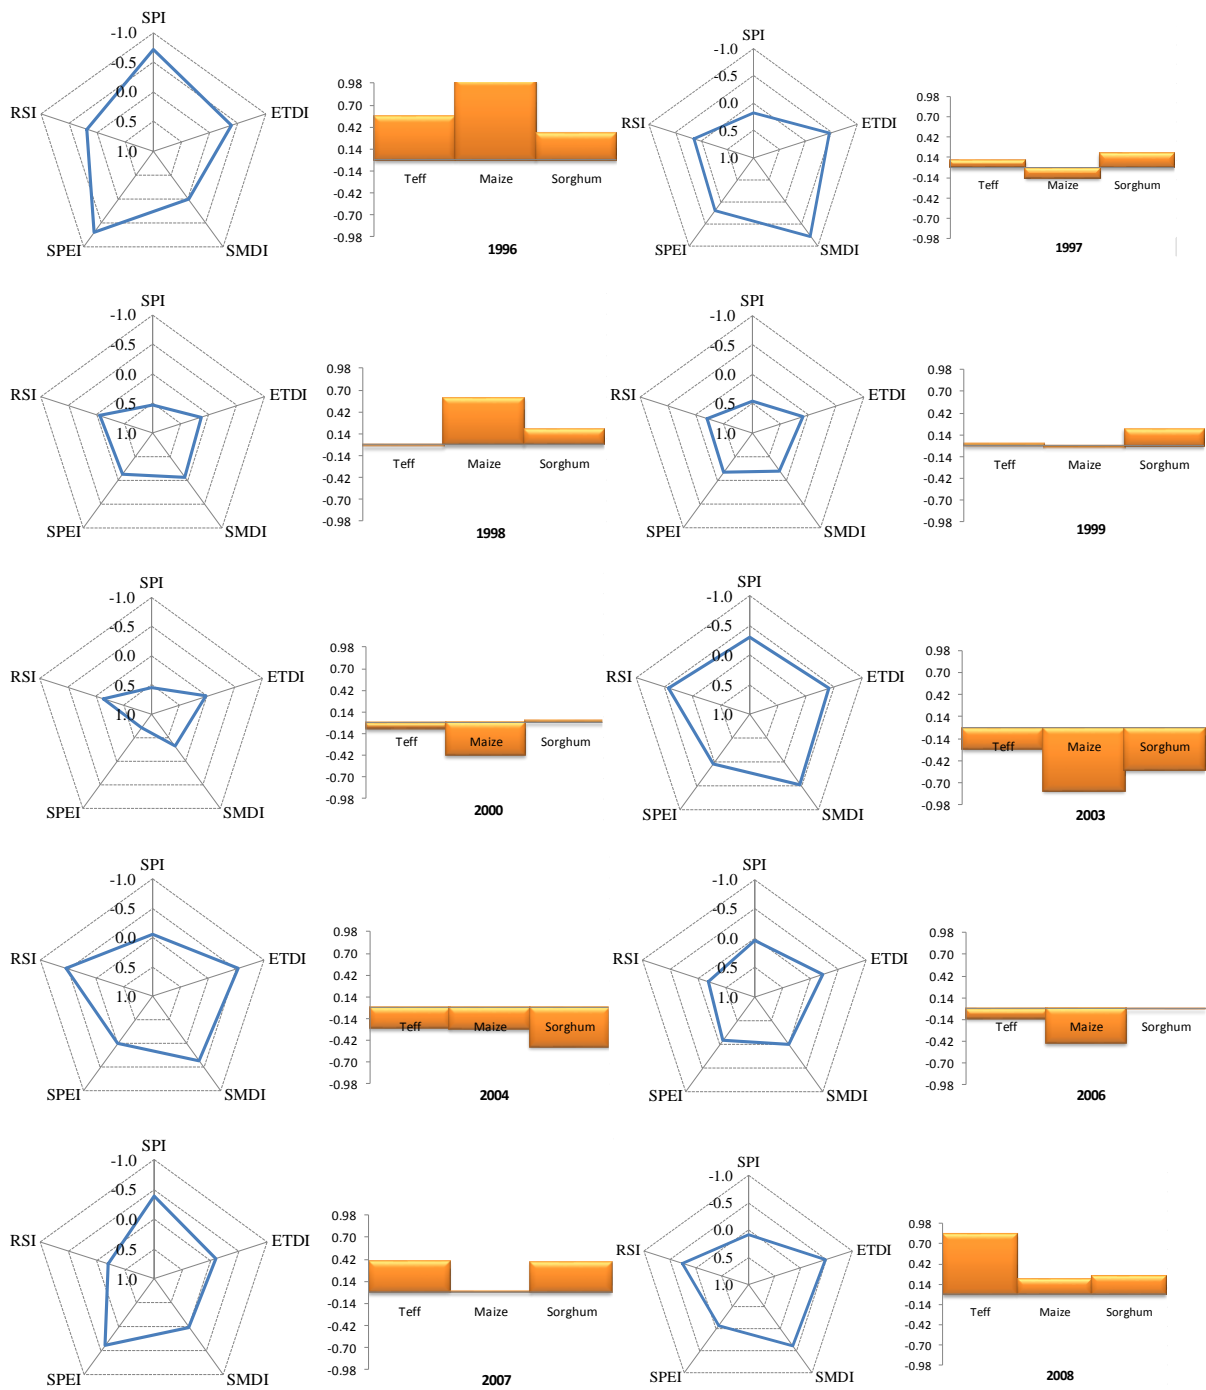 SPI
-1.0
-0.5
0.0
0.5
1.0
RSI
ETDI
SPEI
SMDI
0.98
0.70
0.42
0.14
-0.14
-0.42
-0.70
-0.98
Teff Maize Sorghum
1996
SPI
-1.0
-0.5
0.0
0.5
1.0
RSI
ETDI
SPEI
SMDI
0.98
0.70
0.42
0.14
-0.14
-0.42
-0.70
-0.98
Teff Maize Sorghum
1997
SPI
-1.0
-0.5
0.0
0.5
1.0
RSI
ETDI
SPEI
SMDI
0.98
0.70
0.42
0.14
-0.14
-0.42
-0.70
-0.98
Teff Maize Sorghum
1998
SPI
-1.0
-0.5
0.0
0.5
1.0
RSI
ETDI
SPEI
SMDI
0.98
0.70
0.42
0.14
-0.14
-0.42
-0.70
-0.98
Teff Maize Sorghum
1999
SPI
-1.0
-0.5
0.0
0.5
1.0
RSI
ETDI
SPEI
SMDI
0.98
0.70
0.42
0.14
-0.14
-0.42
-0.70
-0.98
Teff Maize Sorghum
2000
SPI
-1.0
-0.5
0.0
0.5
1.0
RSI
ETDI
SPEI
SMDI
0.98
0.70
0.42
0.14
-0.14
-0.42
-0.70
-0.98
Teff Maize Sorghum
2003
SPI
-1.0
-0.5
0.0
0.5
1.0
RSI
ETDI
SPEI
SMDI
0.98
0.70
0.42
0.14
-0.14
-0.42
-0.70
-0.98
Teff Maize Sorghum
2004
SPI
-1.0
-0.5
0.0
0.5
1.0
RSI
ETDI
SPEI
SMDI
0.98
0.70
0.42
0.14
-0.14
-0.42
-0.70
-0.98
Teff Maize Sorghum
2006
SPI
-1.0
-0.5
0.0
0.5
1.0
RSI
ETDI
SPEI
SMDI
0.98
0.70
0.42
0.14
-0.14
-0.42
-0.70
-0.98
Teff Maize Sorghum
2007
SPI
-1.0
-0.5
0.0
0.5
1.0
RSI
ETDI
SPEI
SMDI
0.98
0.70
0.42
0.14
-0.14
-0.42
-0.70
-0.98
Teff Maize Sorghum
2008